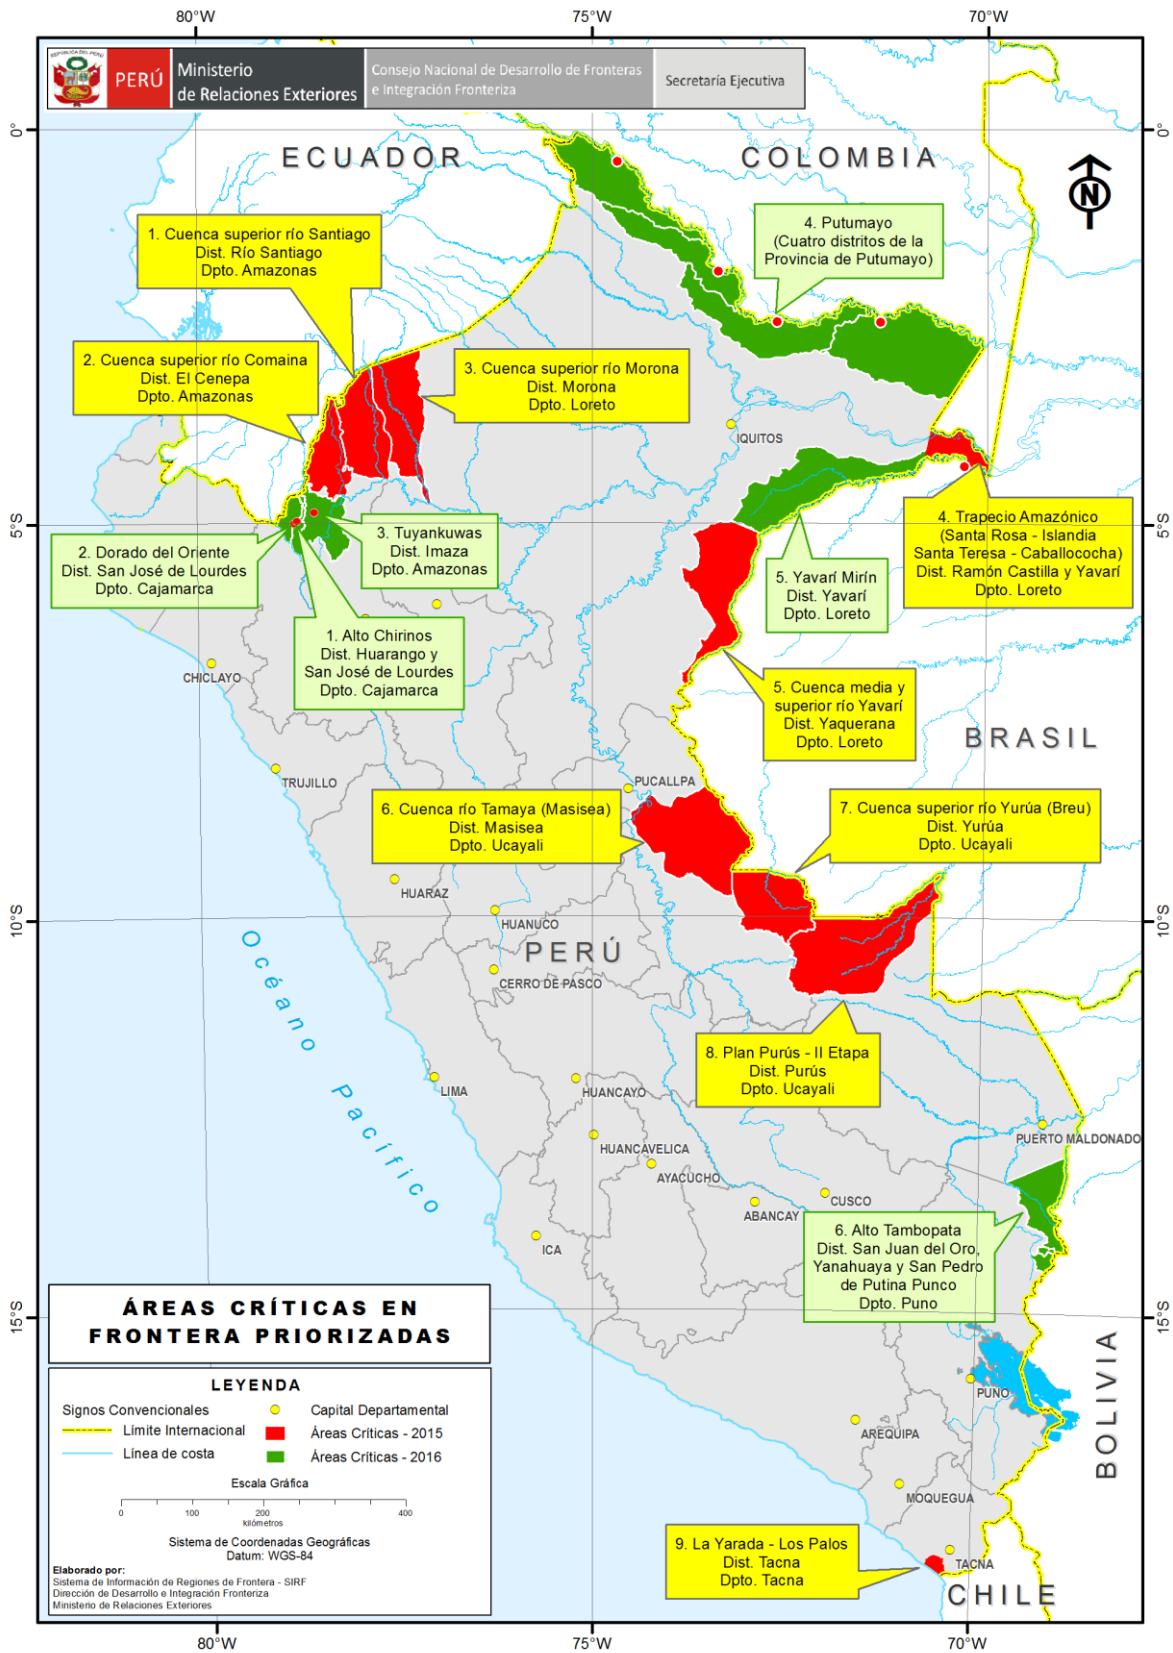 80°W
75°W
70°W
REPÚBLICA DEL PERÚ
PERÚ
Ministerio
de Relaciones Exteriores
Consejo Nacional de Desarrollo de Fronteras
e Integración Fronteriza
Secretaría Ejecutiva
0°
0°
ECUADOR
COLOMBIA
N
1. Cuenca superior río Santiago
Dist. Río Santiago
Dpto. Amazonas
4. Putumayo
(Cuatro distritos de la
Provincia de Putumayo)
2. Cuenca superior río Comaina
Dist. El Cenepa
Dpto. Amazonas
3. Cuenca superior río Morona
Dist. Morona
Dpto. Loreto
IQUITOS
5°S
5°S
4. Trapecio Amazónico
(Santa Rosa - Islandia
Santa Teresa - Caballococha)
Dist. Ramón Castilla y Yavarí
Dpto. Loreto
3. Tuyankuwas
Dist. Imaza
Dpto. Amazonas
2. Dorado del Oriente
Dist. San José de Lourdes
Dpto. Cajamarca
5. Yavarí Mirín
Dist. Yavarí
Dpto. Loreto
1. Alto Chirinos
Dist. Huarango y
San José de Lourdes
Dpto. Cajamarca
CHICLAYO
5. Cuenca media y
superior río Yavarí
Dist. Yaquerana
Dpto. Loreto
BRASIL
TRUJILLO
PUCALLPA
6. Cuenca río Tamaya (Masisea)
Dist. Masisea
Dpto. Ucayali
7. Cuenca superior río Yurúa (Breu)
Dist. Yurúa
Dpto. Ucayali
HUARAZ
10°S
10°S
HUANUCO
PERÚ
CERRO DE PASCO
Océano Pacífico
8. Plan Purús - II Etapa
Dist. Purús
Dpto. Ucayali
LIMA
HUANCAYO
PUERTO MALDONADO
HUANCAVELICA
AYACUCHO
CUSCO
ABANCAY
ICA
6. Alto Tambopata
Dist. San Juan del Oro,
Yanahuaya y San Pedro
de Putina Punco
Dpto. Puno
15°S
15°S
ÁREAS CRÍTICAS EN
FRONTERA PRIORIZADAS
BOLIVIA
PUNO
AREQUIPA
MOQUEGUA
LEYENDA
Signos Convencionales
Límite Internacional
Línea de costa
Capital Departamental
Áreas Críticas - 2015
Áreas Críticas - 2016
Escala Gráfica
0 100 200 400
kilómetros
Sistema de Coordenadas Geográficas
Datum: WGS-84
Elaborado por:
Sistema de Información de Regiones de Frontera - SIRF
Dirección de Desarrollo e Integración Fronteriza
Ministerio de Relaciones Exteriores
9. La Yarada - Los Palos
Dist. Tacna
Dpto. Tacna
TACNA
CHILE
80°W
75°W
70°W